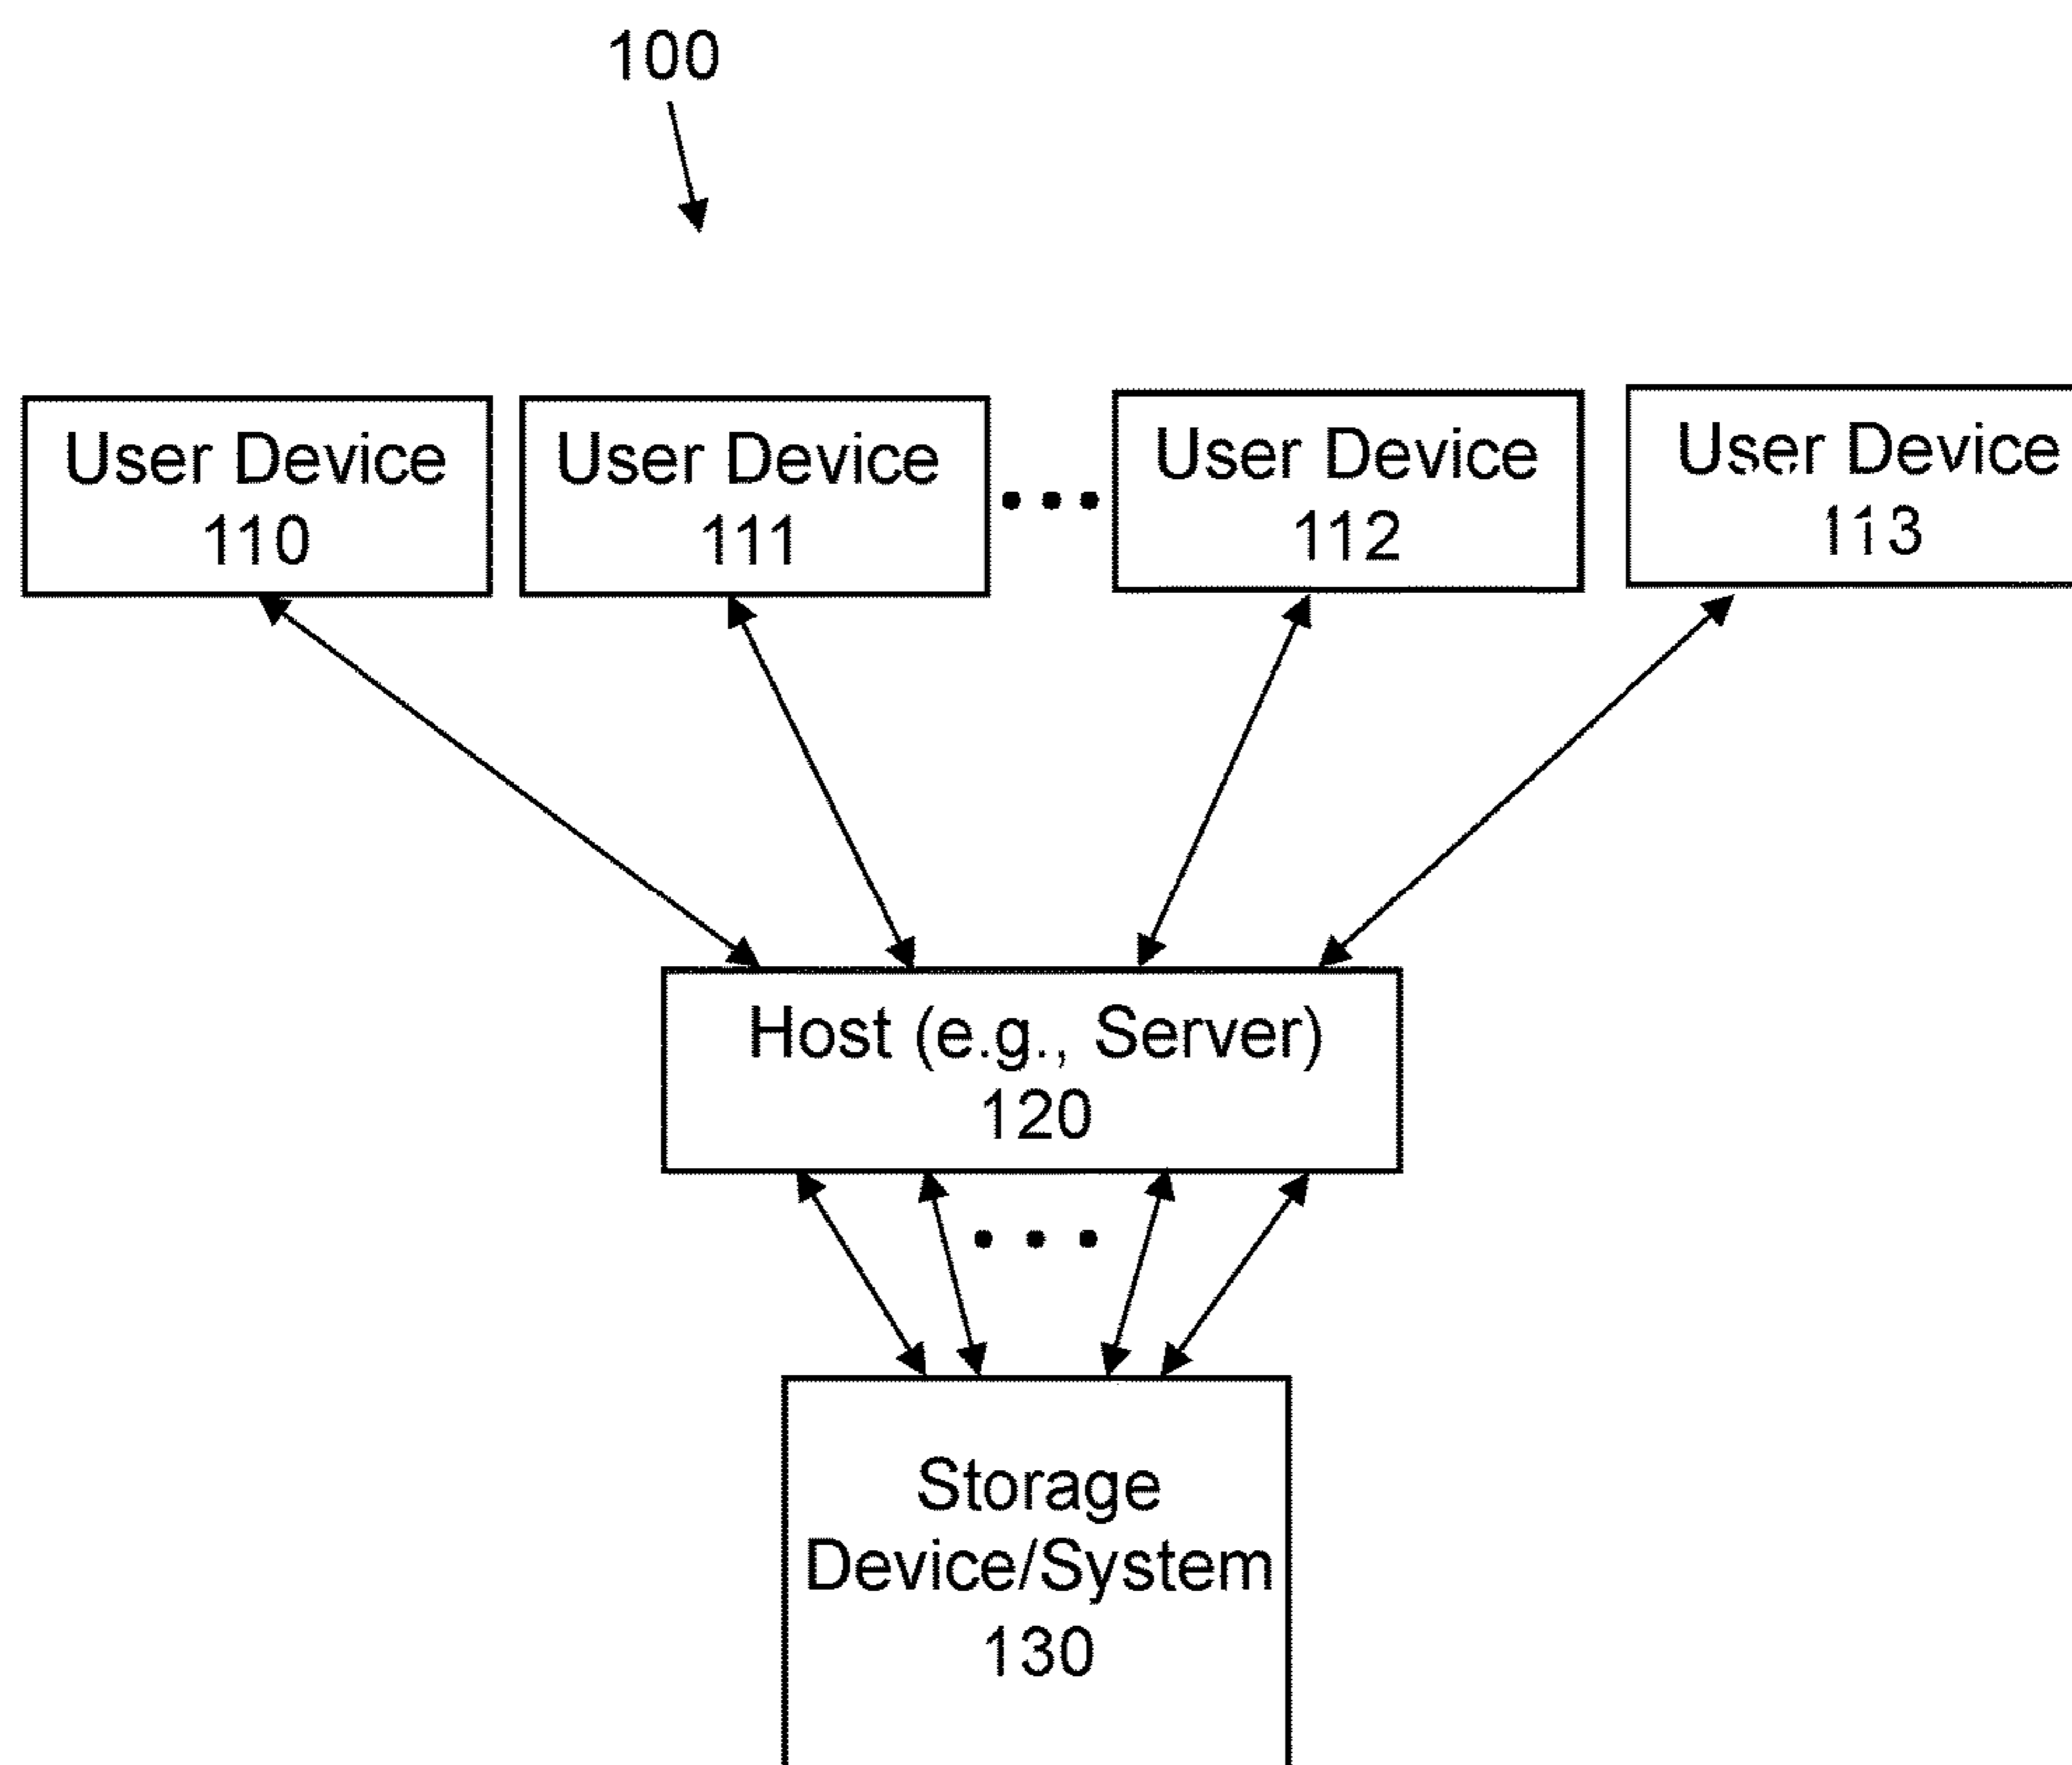 100
User Device
110
User Device
111
User Device
112
User Device
113
Host (e.g., Server)
120
Storage
Device/System
130